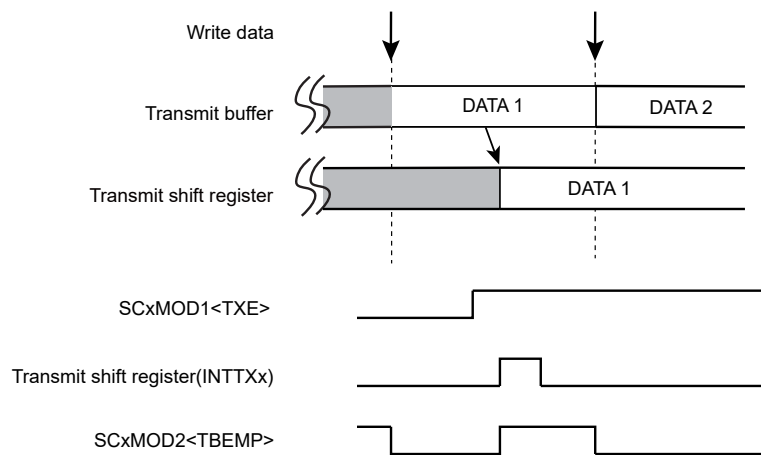 Write data
Transmit buffer
DATA 1
DATA 2
Transmit shift register
DATA 1
SCxMOD1<TXE>
Transmit shift register(INTTXx)
SCxMOD2<TBEMP>